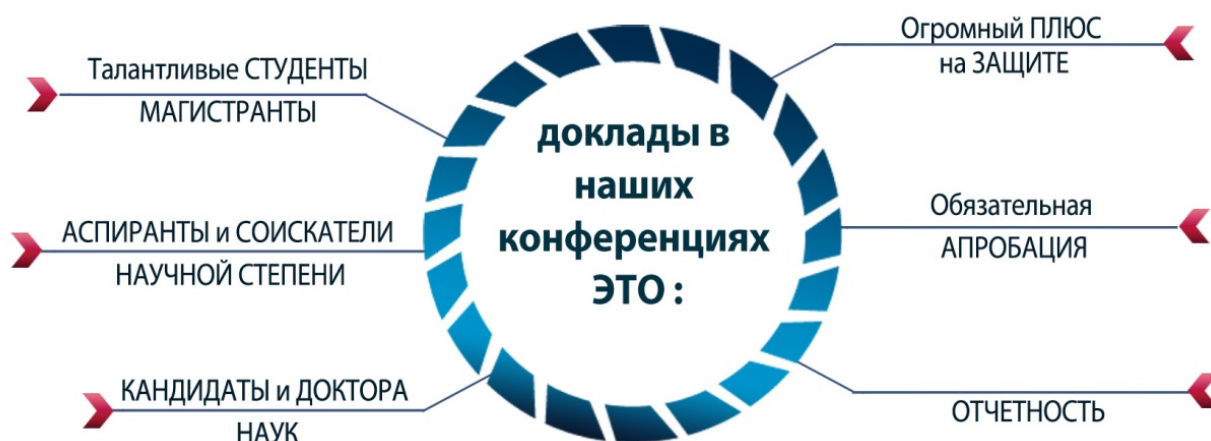 Талантливые СТУДЕНТЫ
МАГИСТРАНТЫ
АСПИРАНТЫ и СОИСКАТЕЛИ
НАУЧНОЙ СТЕПЕНИ
КАНДИДАТЫ и ДОКТОРА
НАУК
доклады в
наших
конференциях
ЭТО :
Огромный ПЛЮС
на ЗАЩИТЕ
Обязательная
АПРОБАЦИЯ
ОТЧЕТНОСТЬ